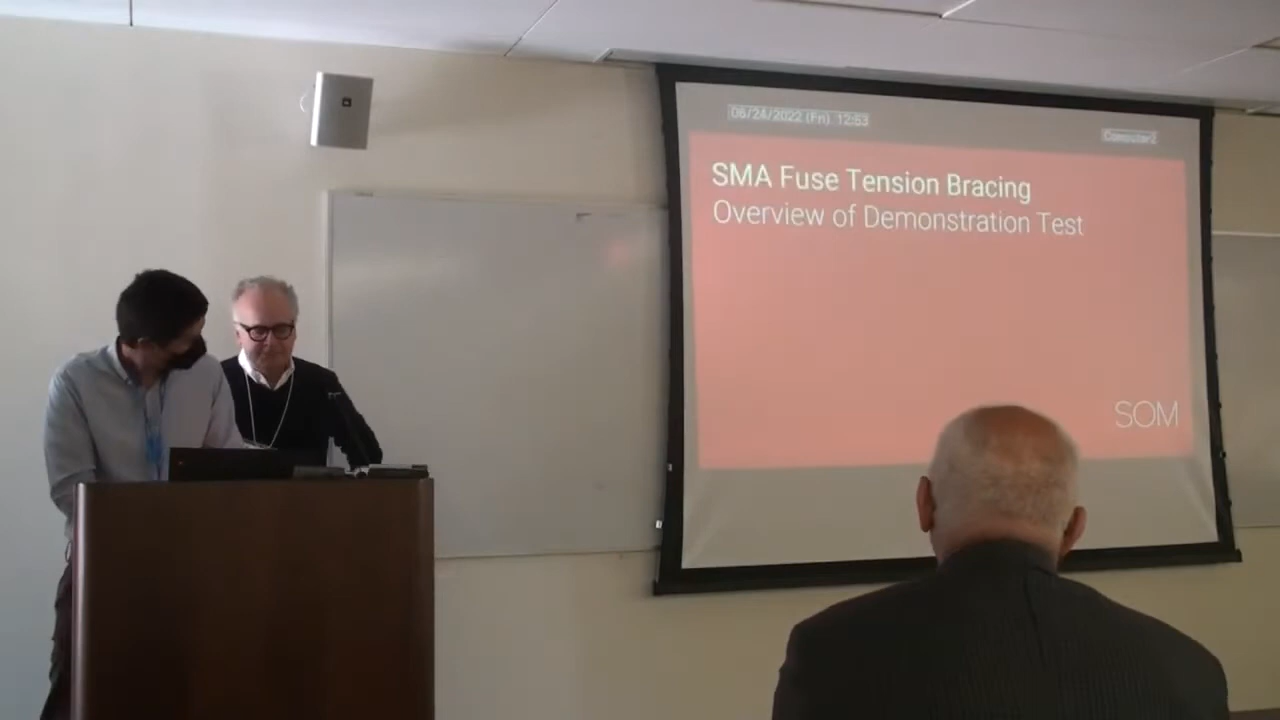 06/24/2022 (Fri) 12:53
Computer2
SMA Fuse Tension Bracing
Overview of Demonstration Test
SOM